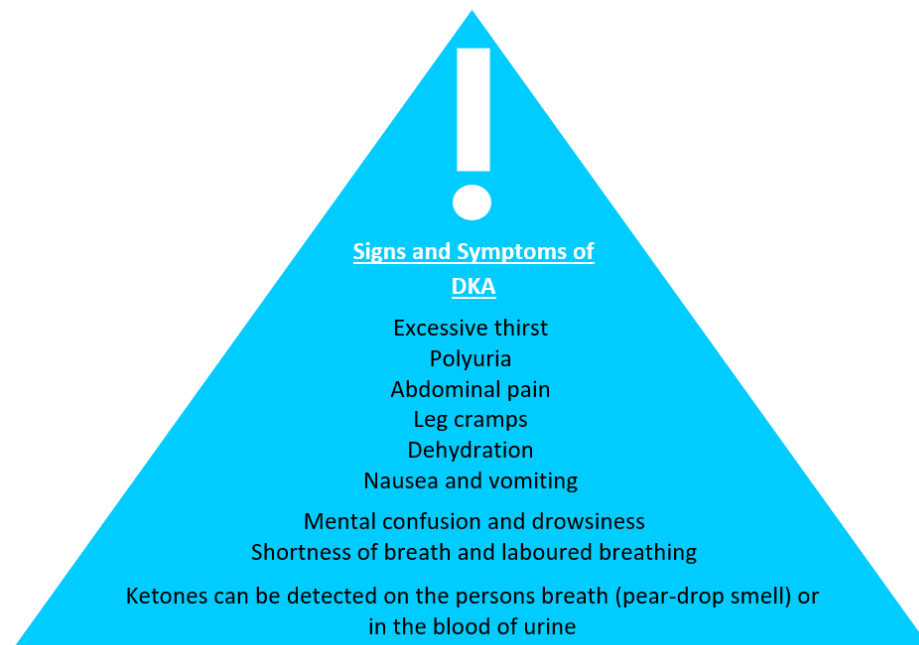 Signs and Symptoms of
DKA
Excessive thirst
Polyuria
Abdominal pain
Leg cramps
Dehydration
Nausea and vomiting
Mental confusion and drowsiness
Shortness of breath and laboured breathing
Ketones can be detected on the persons breath (pear-drop smell) or
in the blood of urine